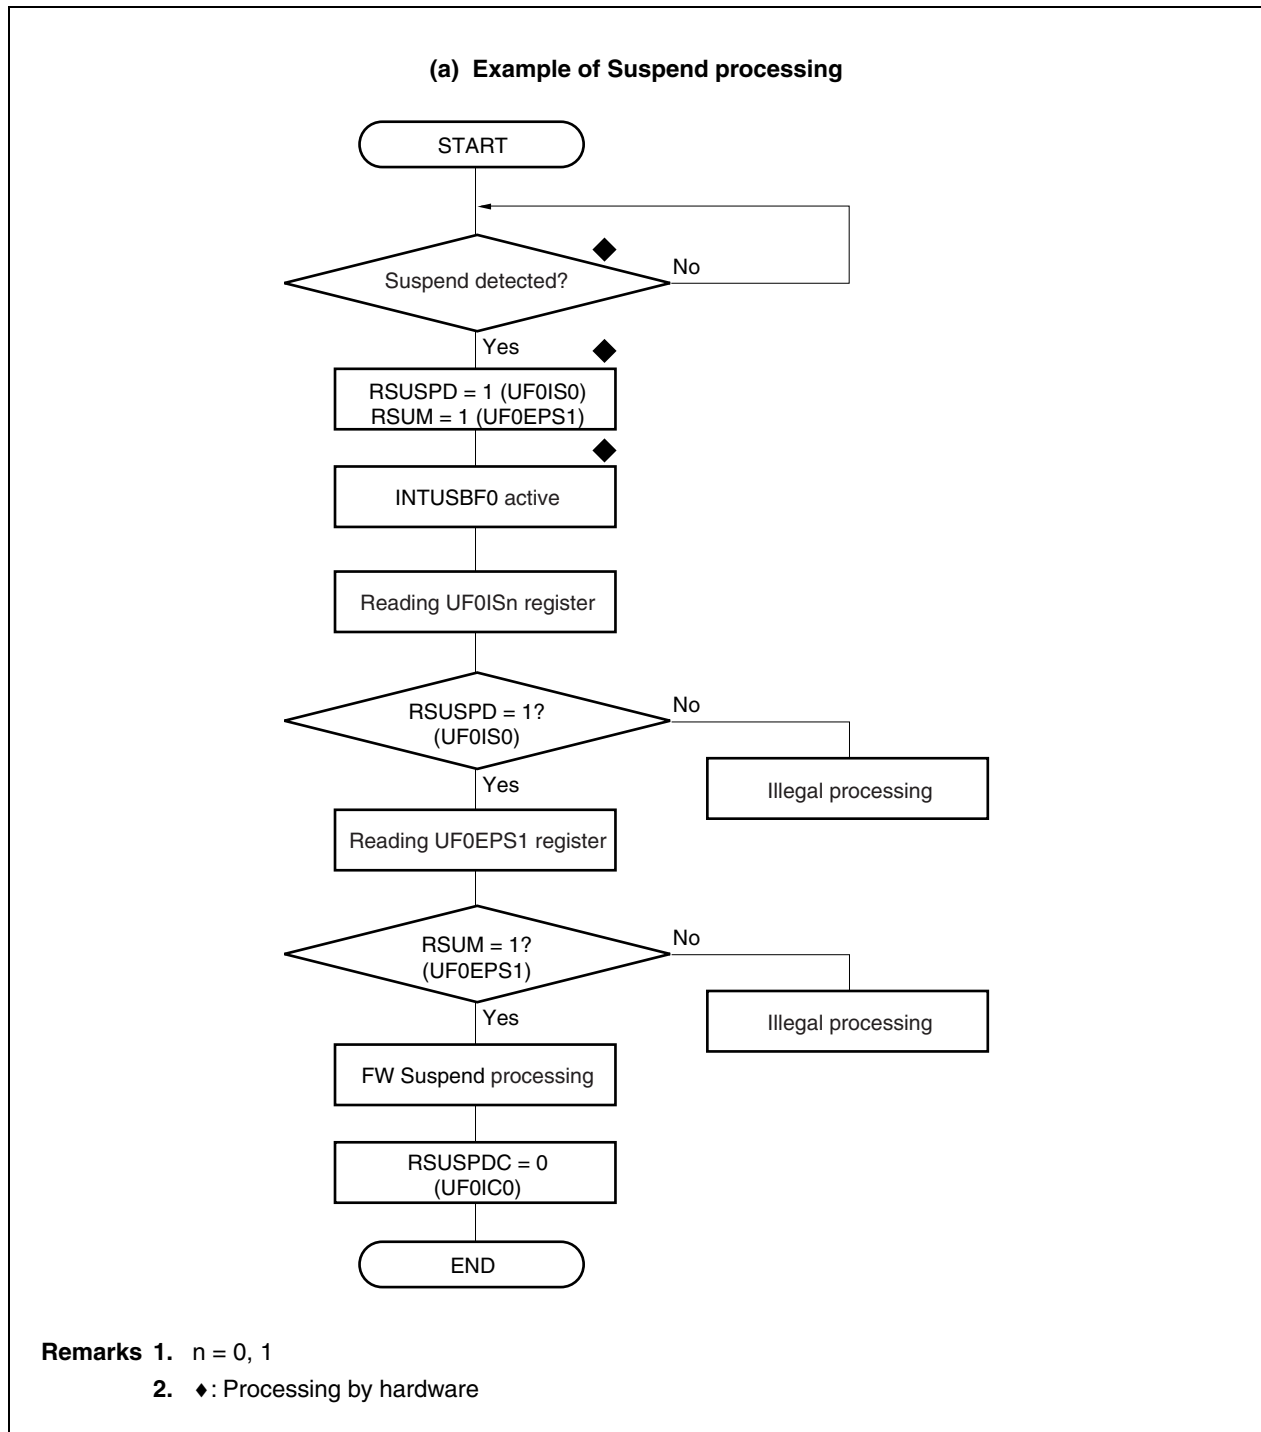 (a) Example of Suspend processing
START
Suspend detected?
No
Yes
RSUSPD = 1 (UF0IS0)
RSUM = 1 (UF0EPS1)
INTUSBF0 active
Reading UF0ISn register
RSUSPD = 1?
(UF0IS0)
No
Yes
Illegal processing
Reading UF0EPS1 register
RSUM = 1?
(UF0EPS1)
No
Yes
Illegal processing
FW Suspend processing
RSUSPDC = 0
(UF0IC0)
END
Remarks 1. n = 0, 1
2. ♦: Processing by hardware